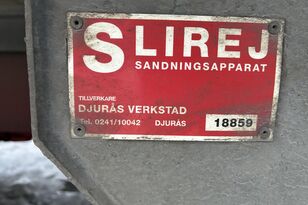 SLIREJ
SANDNINGSAPPARAT
TILLVERKARE
DJURÅS VERKSTAD
Tel. 0241/10042 DJURÅS 18859